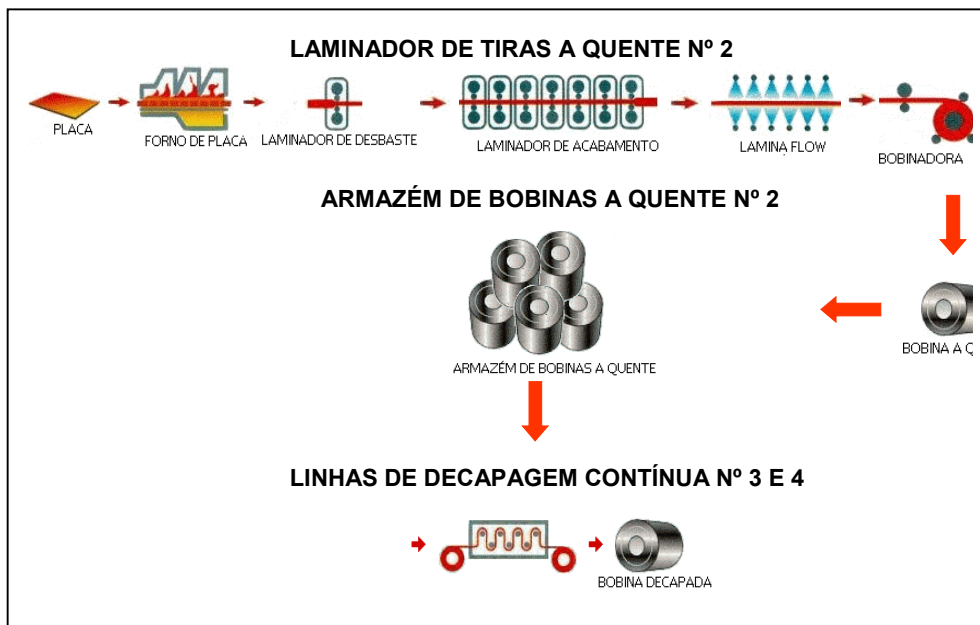 LAMINADOR DE TIRAS A QUENTE Nº 2
PLACA
FORNO DE PLACA
LAMINADOR DE DESBASTE
LAMINADOR DE ACABAMENTO
LAMINA FLOW
BOBINADORA
ARMAZÉM DE BOBINAS A QUENTE Nº 2
BOBINA A Q
ARMAZÉM DE BOBINAS A QUENTE
LINHAS DE DECAPAGEM CONTÍNUA Nº 3 E 4
BOBINA DECAPADA